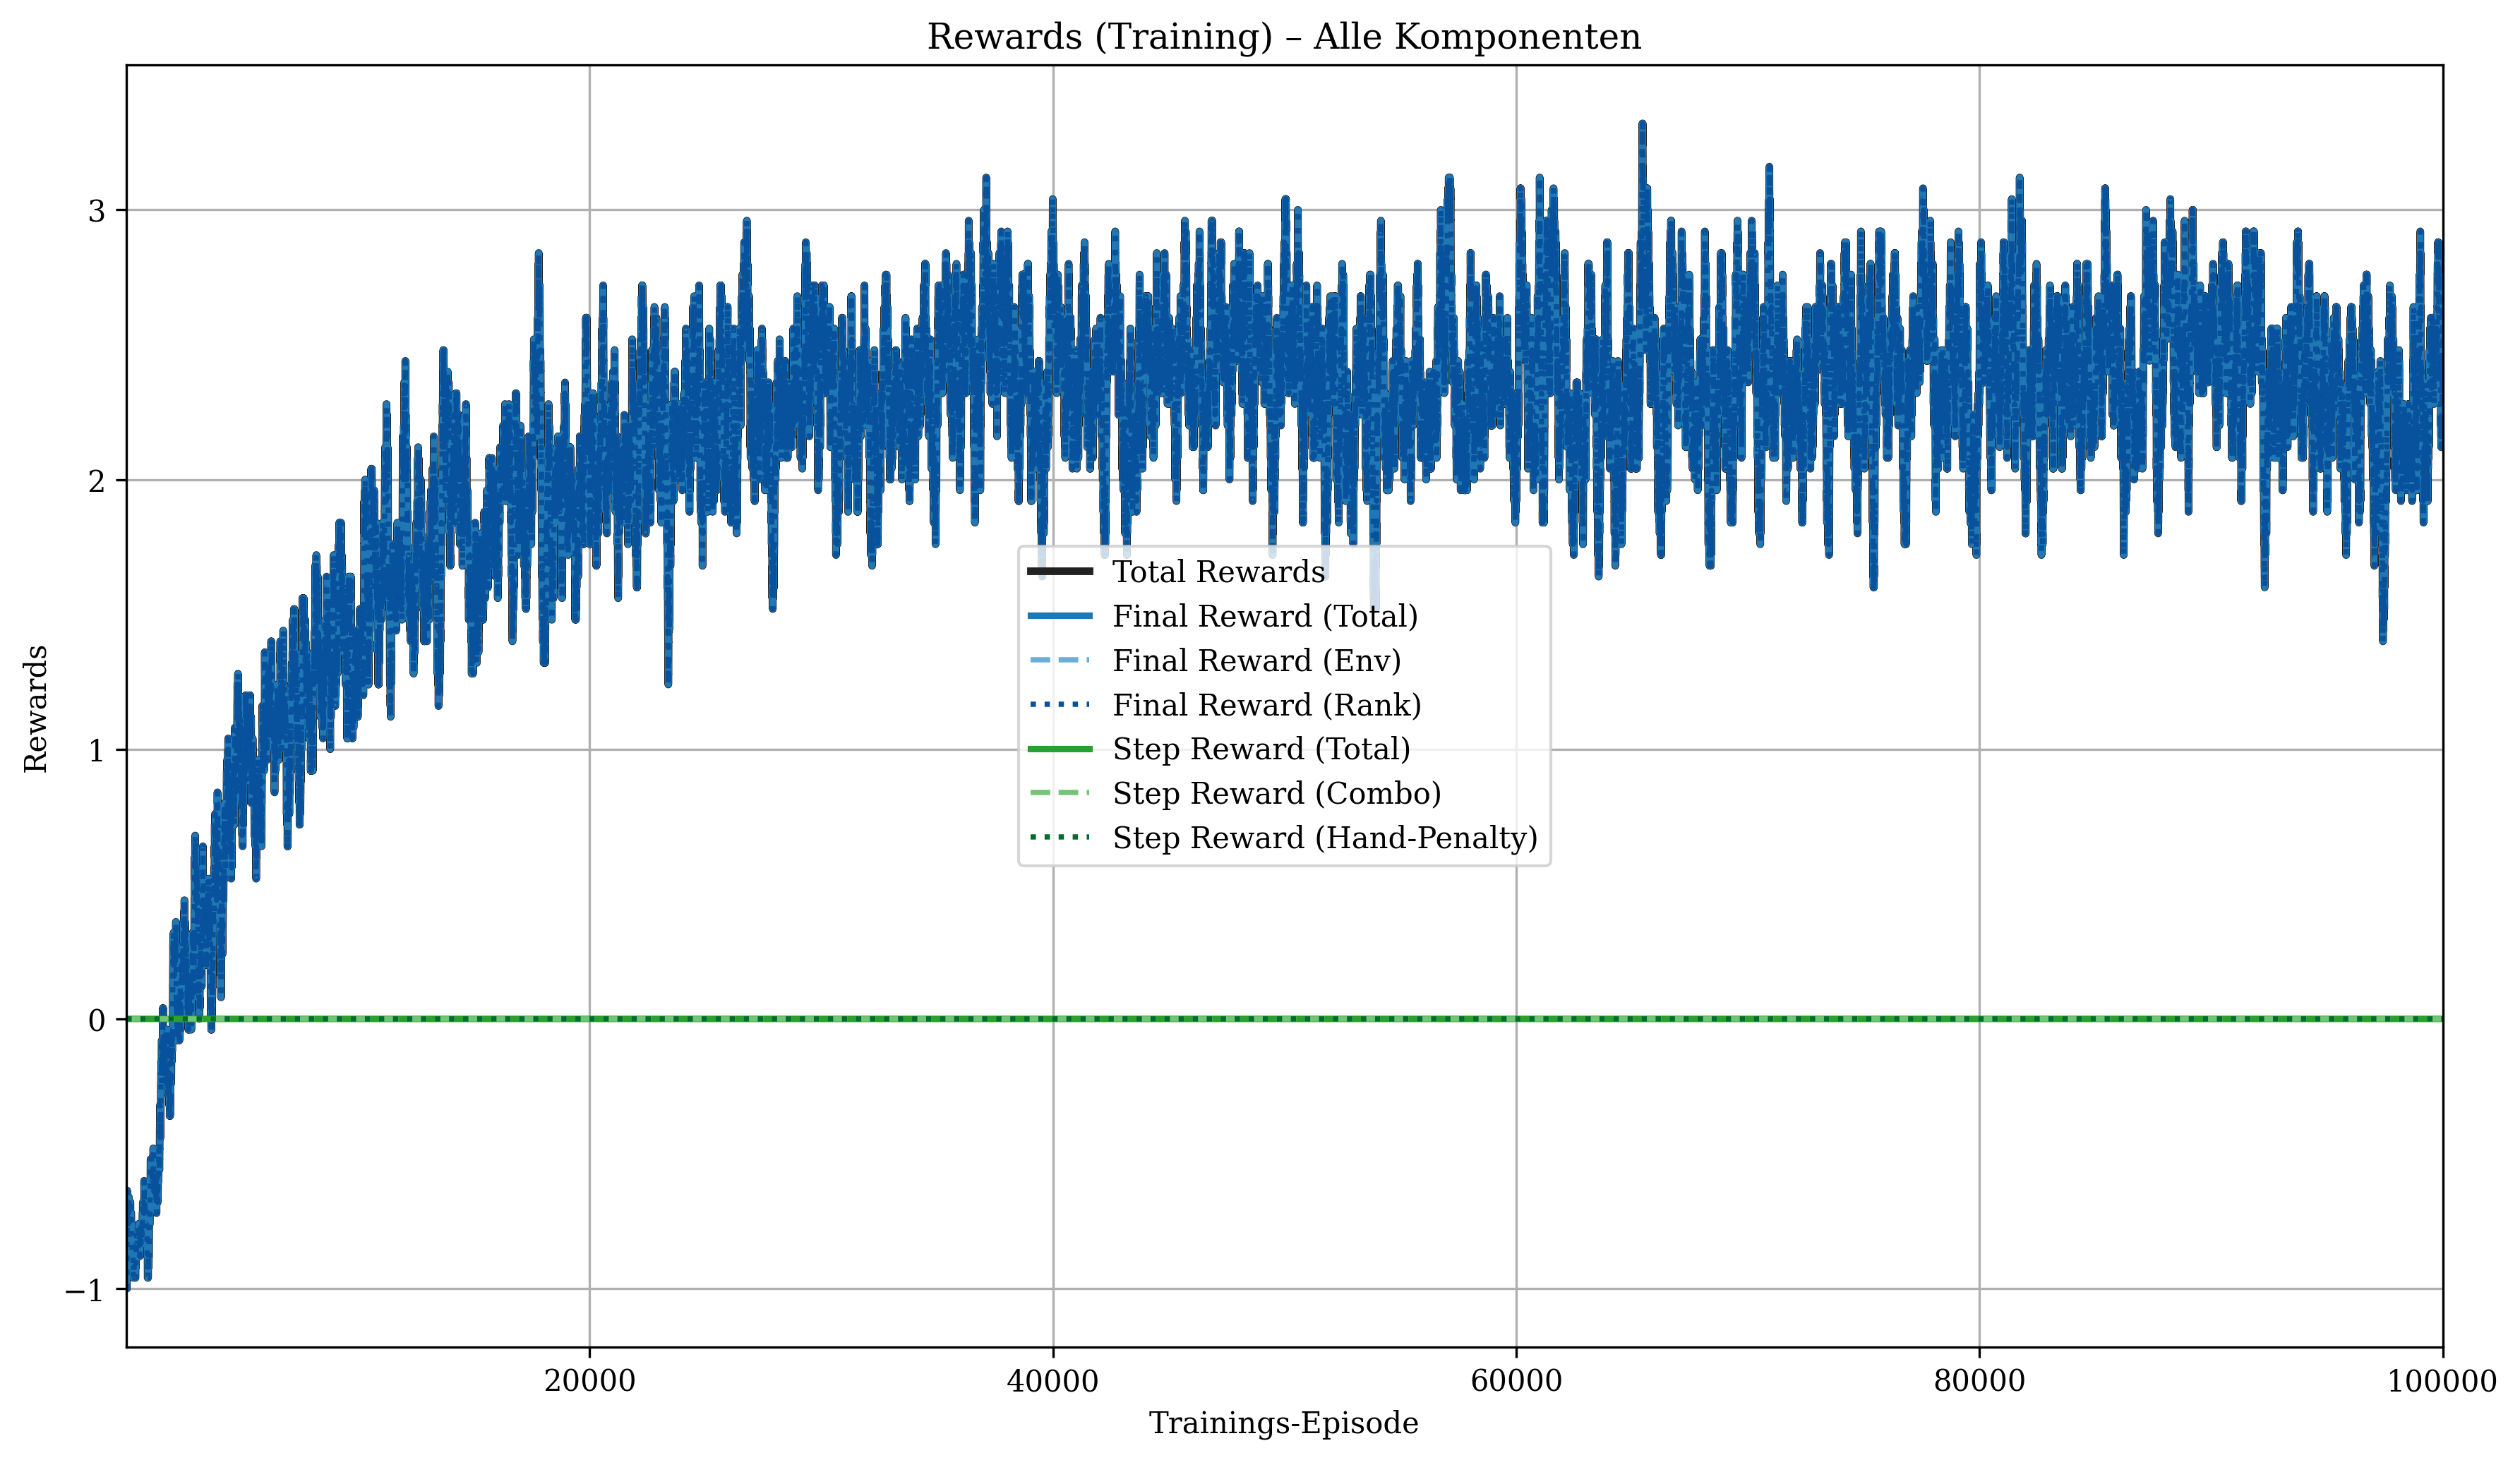 Rewards (Training) – Alle Komponenten
Rewards
3
2
1
0
−1
Total Rewards
Final Reward (Total)
Final Reward (Env)
Final Reward (Rank)
Step Reward (Total)
Step Reward (Combo)
Step Reward (Hand-Penalty)
20000 40000 60000 80000 100000
Trainings-Episode